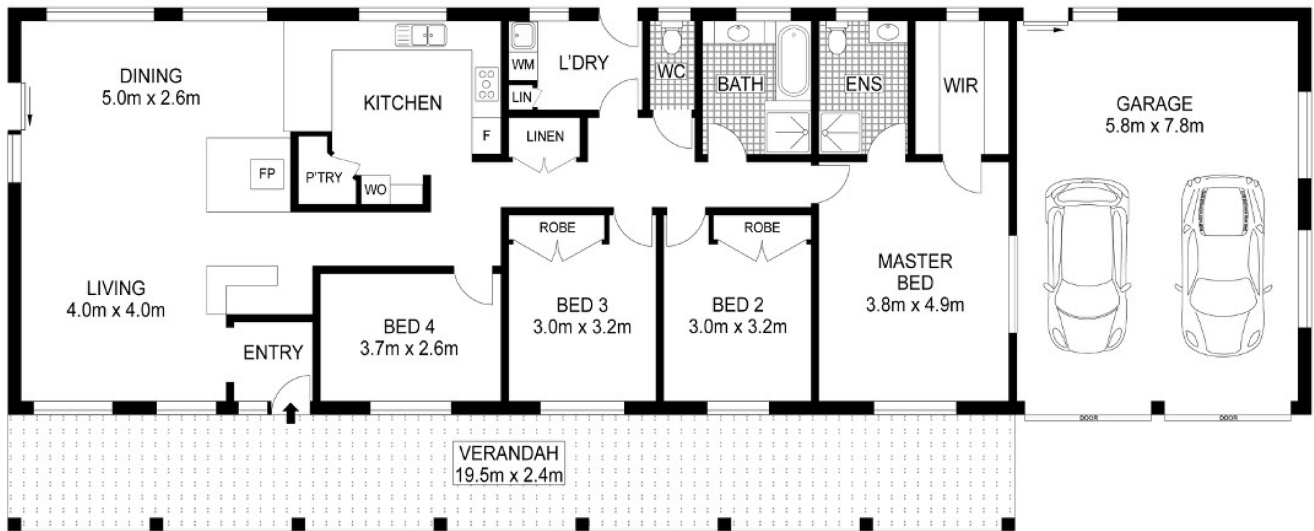 DINING
5.0m x 2.6m
KITCHEN
WM
L'DRY
LIN
WC
BATH
ENS
WIR
GARAGE
5.8m x 7.8m
F
LINEN
FP
P'TRY
WO
ROBE
ROBE
LIVING
4.0m x 4.0m
ENTRY
BED 4
3.7m x 2.6m
BED 3
3.0m x 3.2m
BED 2
3.0m x 3.2m
MASTER
BED
3.8m x 4.9m
DOOR
DOOR
VERANDAH
19.5m x 2.4m